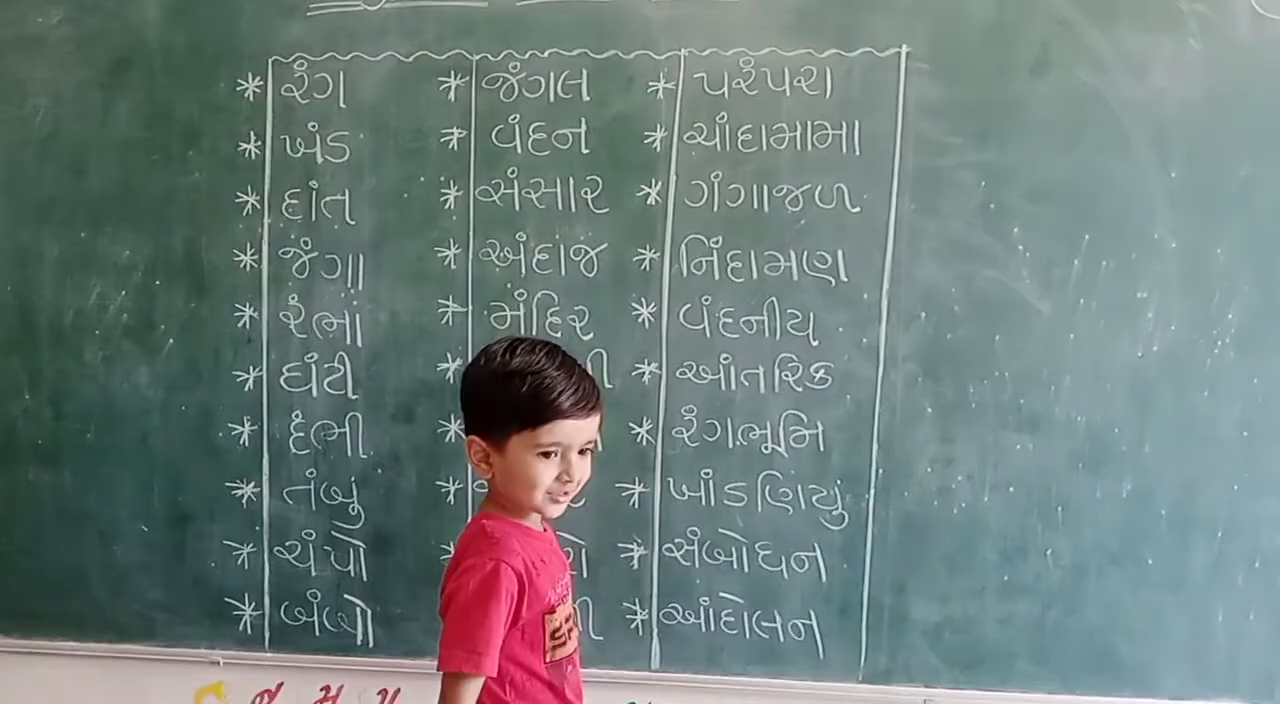 * રંગ * જંગલ * પરંપરા
* ખંડ * વંદન * ચાંદામામા
* દાંત * સંસાર * ગંગાજળ
* જંગા * અંદાજ * નિંદામણ
* રંભા * મંદિર * વંદનીય
* ઘંટી * * આંતરિક
* દંભી * * રંગભૂમિ
* તંબુ * * ખાંડણિયું
* ચંપો * * સંબોધન
* બંબો * આંદોલન